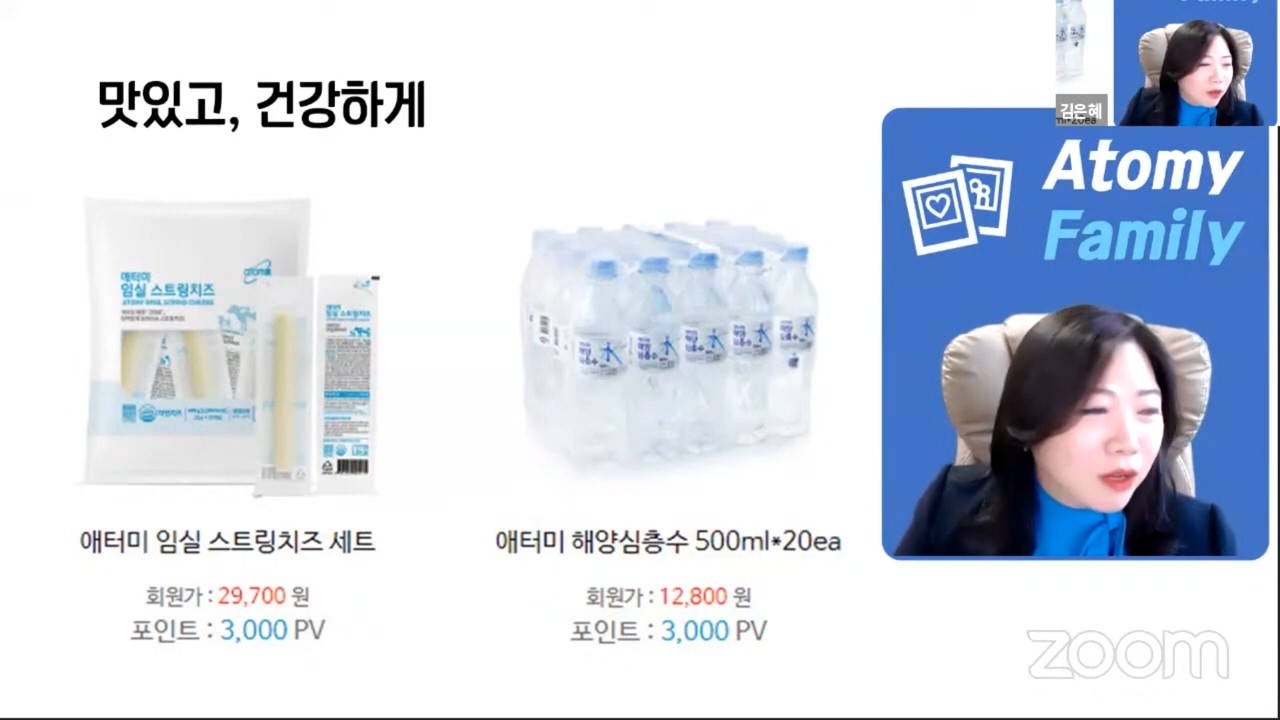 맛있고, 건강하게
김은혜
Atomy
Family
애터미
임실 스트링치즈
ATOMY IMSIL STRING CHEESE
애터미 임실 스트링치즈 세트
회원가 : 29,700 원
포인트 : 3,000 PV
애터미 해양심층수 500ml*20ea
회원가 : 12,800 원
포인트 : 3,000 PV
zoom